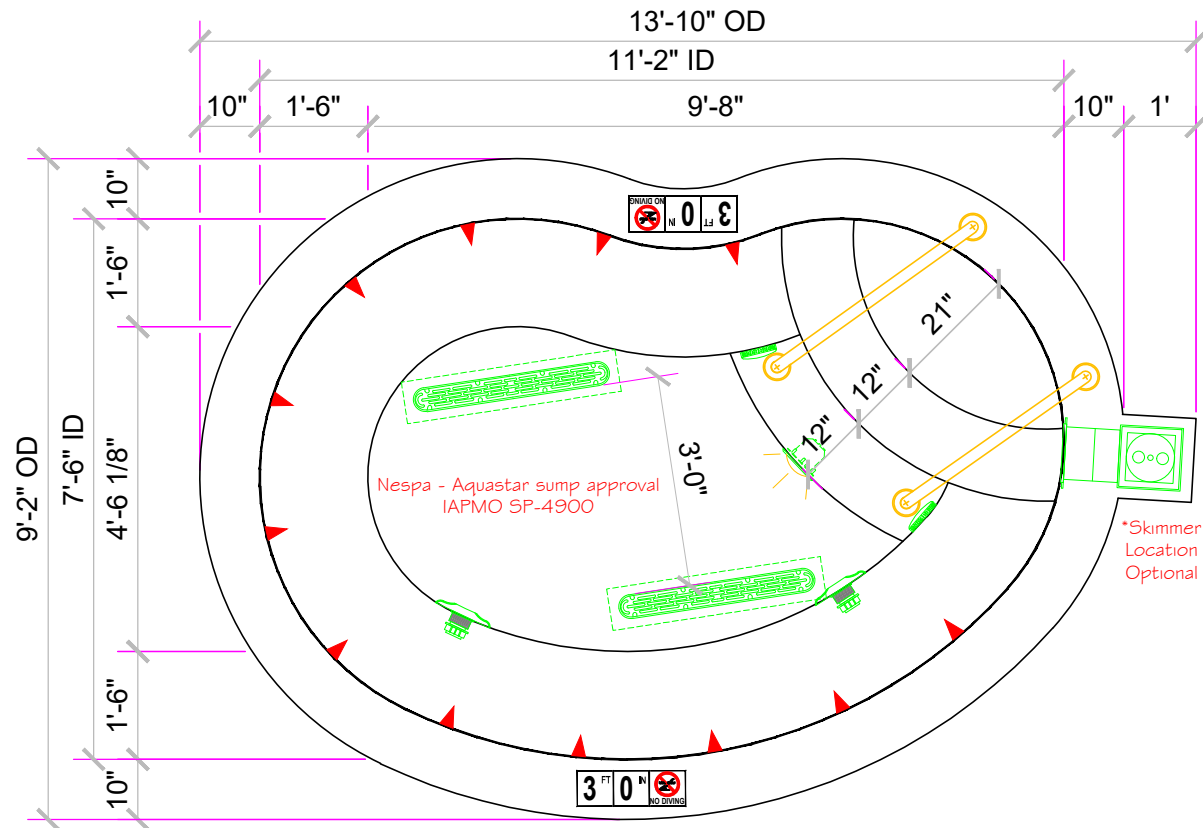 13'-10" OD
11'-2" ID
10"
1'-6"
9'-8"
10"
1'
10"
1'-6"
4'-6 1/8"
1'-6"
10"
7'-6" ID
9'-2" OD
3 FT 0 IN
NO DIVING
21"
12"
12"
3'-0"
Nespa - Aquastar sump approval
IAPMO SP-4900
*Skimmer
Location
Optional
3 FT 0 IN
NO DIVING